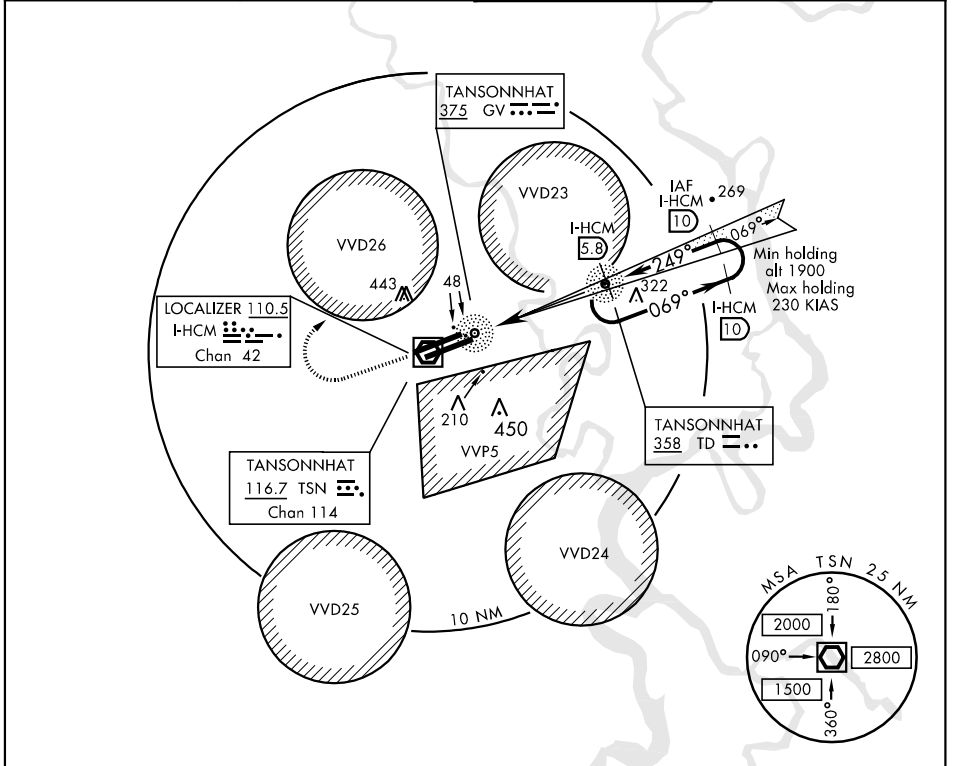 TANSONNHAT
375 GV
VVD23
VVD26
IAF
I-HCM
10
269
I-HCM
5.8
069°
249°
069°
Min holding
alt 1900
Max holding
230 KIAS
322
I-HCM
10
443
48
LOCALIZER 110.5
I-HCM
Chan 42
210
450
VVP5
TANSONNHAT
358 TD
TANSONNHAT
116.7 TSN
Chan 114
VVD24
VVD25
10 NM
MSA TSN 25 NM
180°
2000
090°
2800
1500
360°